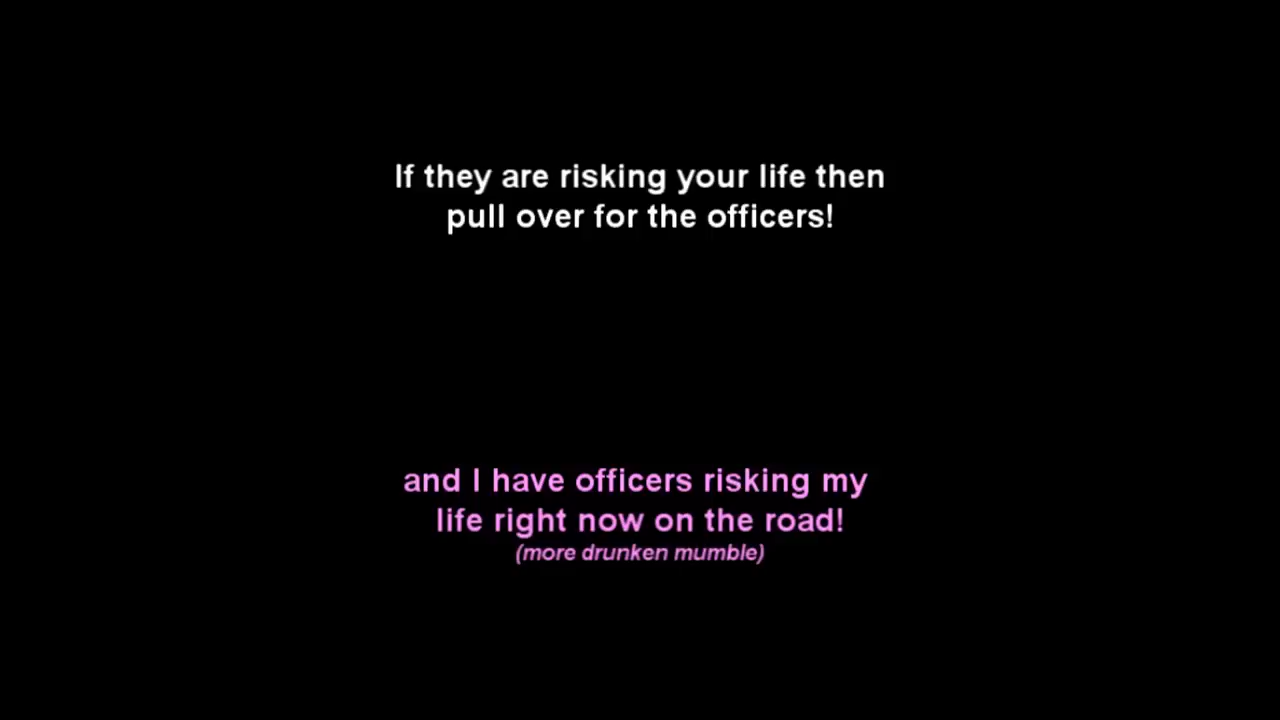 If they are risking your life then
pull over for the officers!
and I have officers risking my
life right now on the road!
(more drunken mumble)